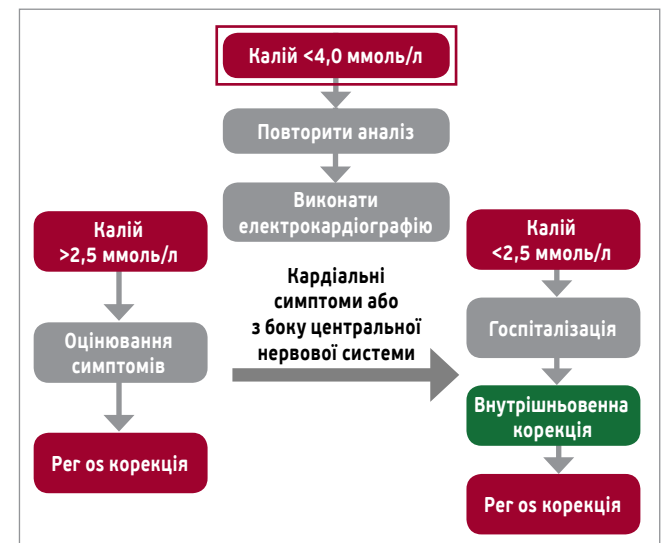 Калій <4,0 ммоль/л
Повторити аналіз
Виконати
електрокардіографію
Калій
>2,5 ммоль/л
Оцінювання
симптомів
Per os корекція
Кардіальні
симптоми або
з боку центральної
нервової системи
Калій
<2,5 ммоль/л
Госпіталізація
Внутрішньовенна
корекція
Per os корекція